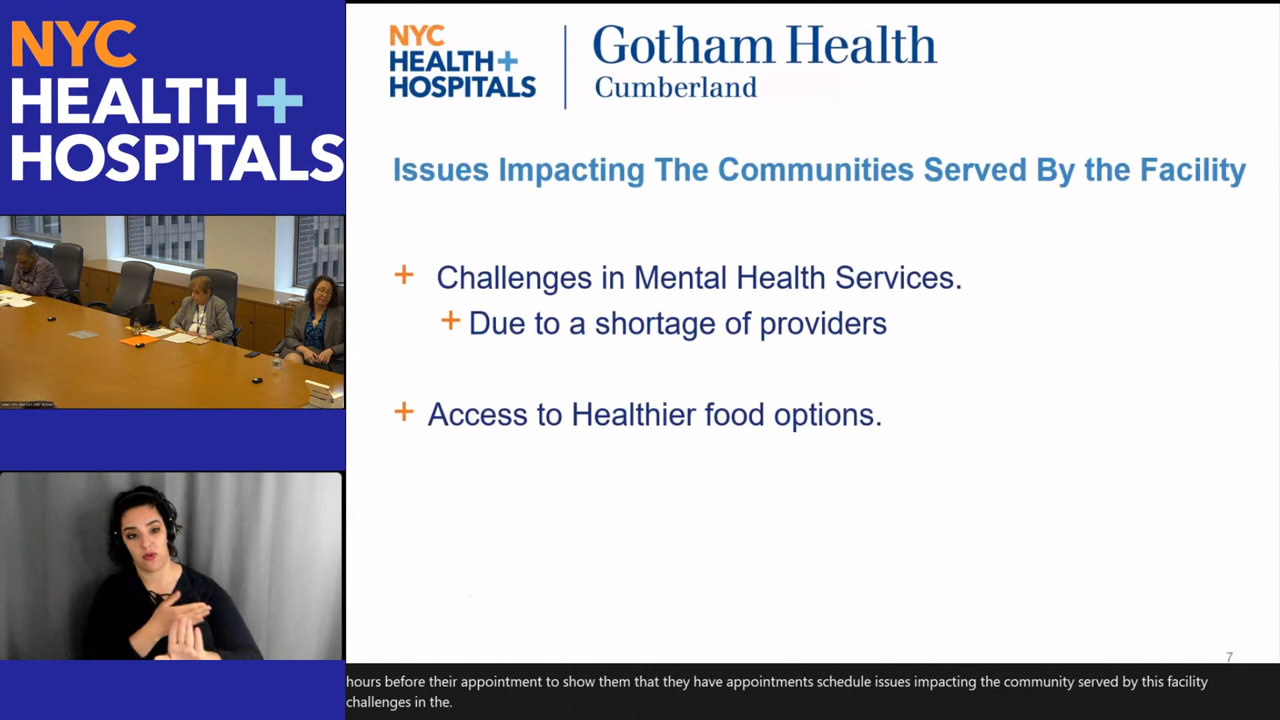 NYC
HEALTH+
HOSPITALS
NYC
HEALTH+
HOSPITALS
Gotham Health
Cumberland
Issues Impacting The Communities Served By the Facility
+ Challenges in Mental Health Services.
+ Due to a shortage of providers
+ Access to Healthier food options.
7
hours before their appointment to show them that they have appointments schedule issues impacting the community served by this facility
challenges in the.